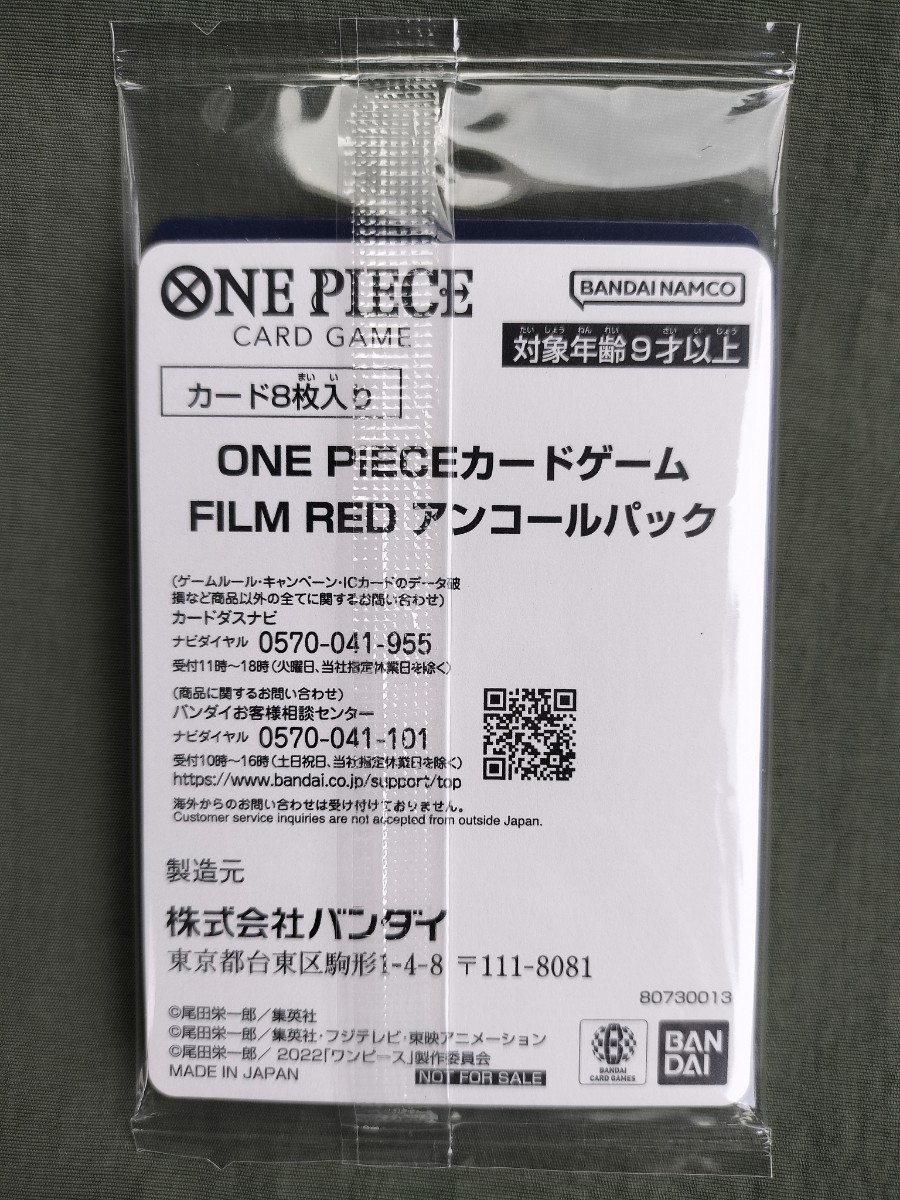 ONE PIECE
CARD GAME
BANDAI NAMCO
たいしょうねんれい さいいじょう
対象年齢9才以上
まいい
カード8枚入り
ONE PIECEカードゲーム
FILM RED アンコールパック
(ゲームルール・キャンペーン・ICカードのデータ破
損など商品以外の全てに関するお問い合わせ)
カードダスナビ
ナビダイヤル 0570-041-955
受付11時〜18時(火曜日、当社指定休業日を除く)
(商品に関するお問い合わせ)
バンダイお客様相談センター
ナビダイヤル 0570-041-101
受付10時〜16時(土日祝日、当社指定休業日を除く)
https://www.bandai.co.jp/support/top
海外からのお問い合わせは受け付けておりません。
Customer service inquiries are not accepted from outside Japan.
製造元
株式会社バンダイ
東京都台東区駒形1-4-8 〒111-8081
80730013
©尾田栄一郎/集英社
©尾田栄一郎/集英社・フジテレビ・東映アニメーション
©尾田栄一郎/ 2022「ワンピース」製作委員会
MADE IN JAPAN
NOT FOR SALE
BANDAI
CARD GAMES
BAN
DAI